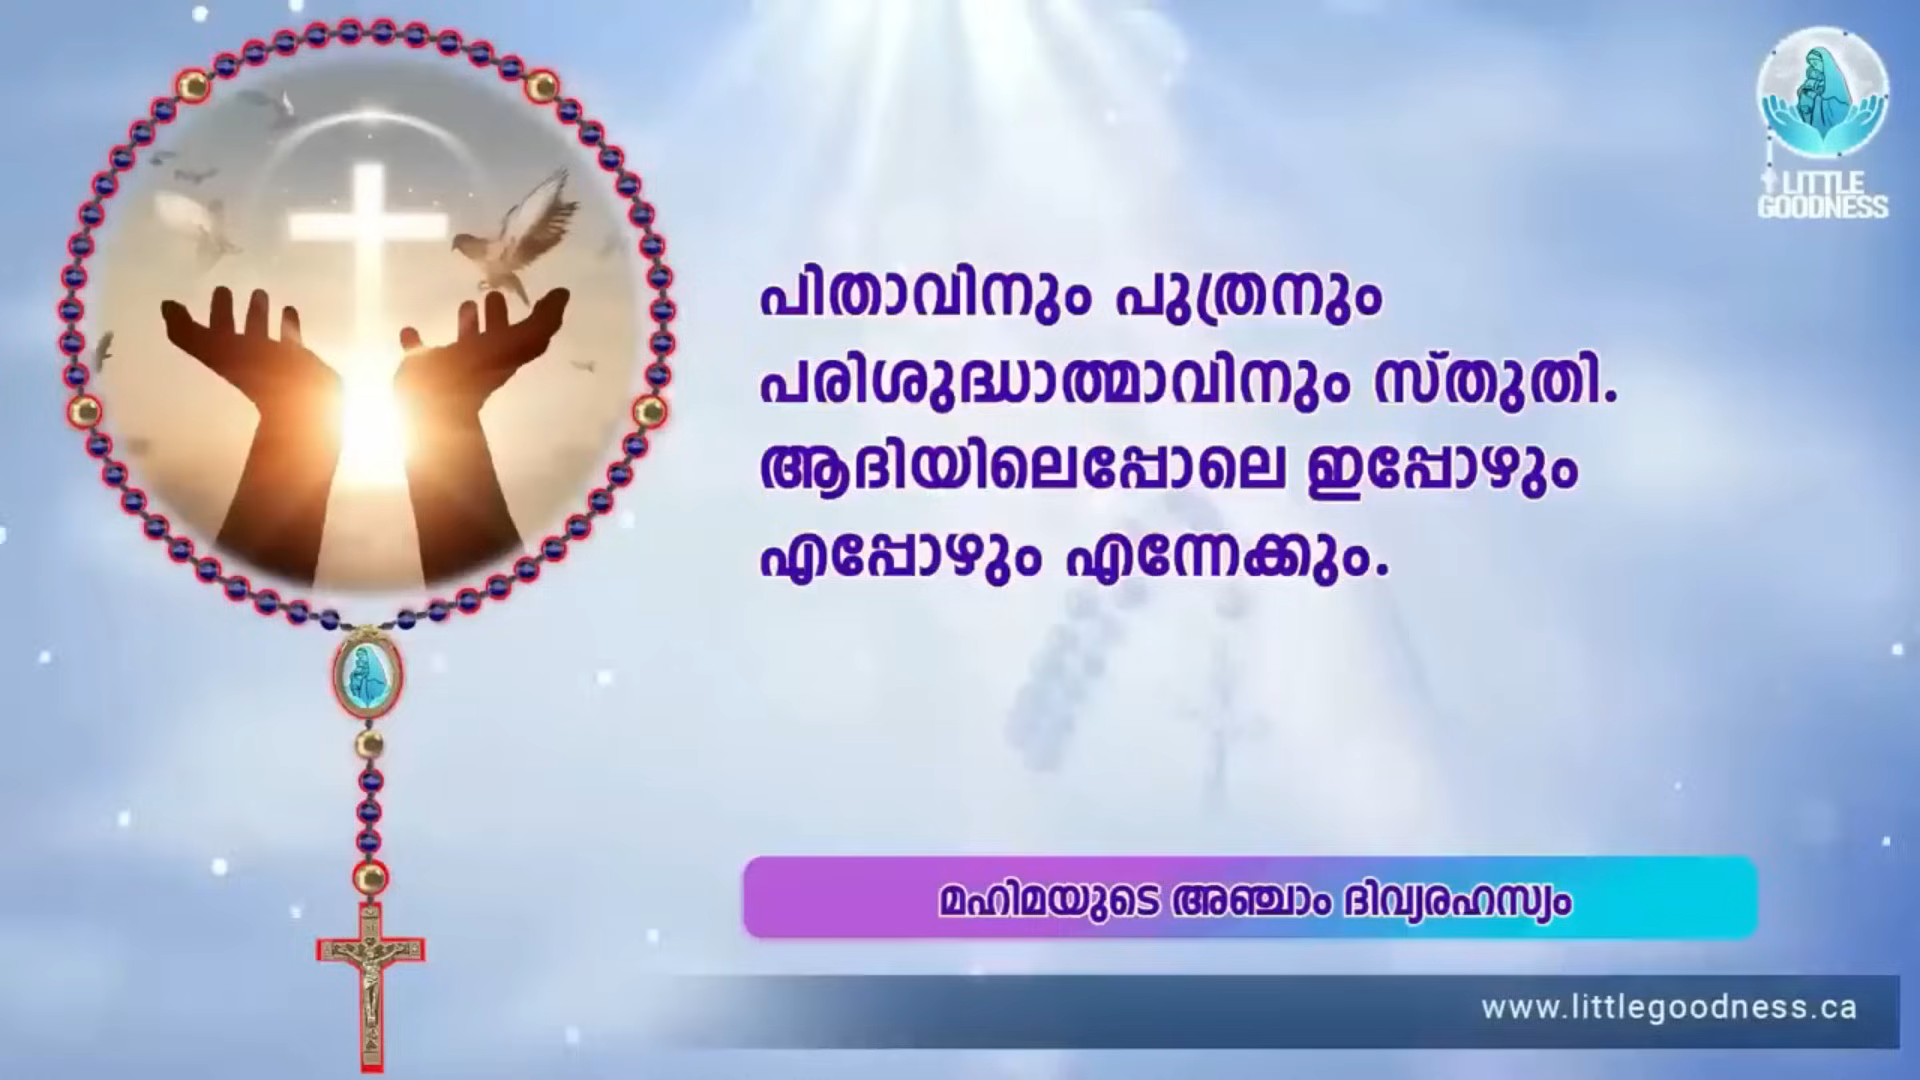 LITTLE
GOODNESS
പിതാവിനും പുത്രനും
പരിശുദ്ധാത്മാവിനും സ്തുതി.
ആദിയിലെപ്പോലെ ഇപ്പോഴും
എപ്പോഴും എന്നേക്കും.
മഹിമയുടെ അഞ്ചാം ദിവ്യരഹസ്യം
www.littlegoodness.ca